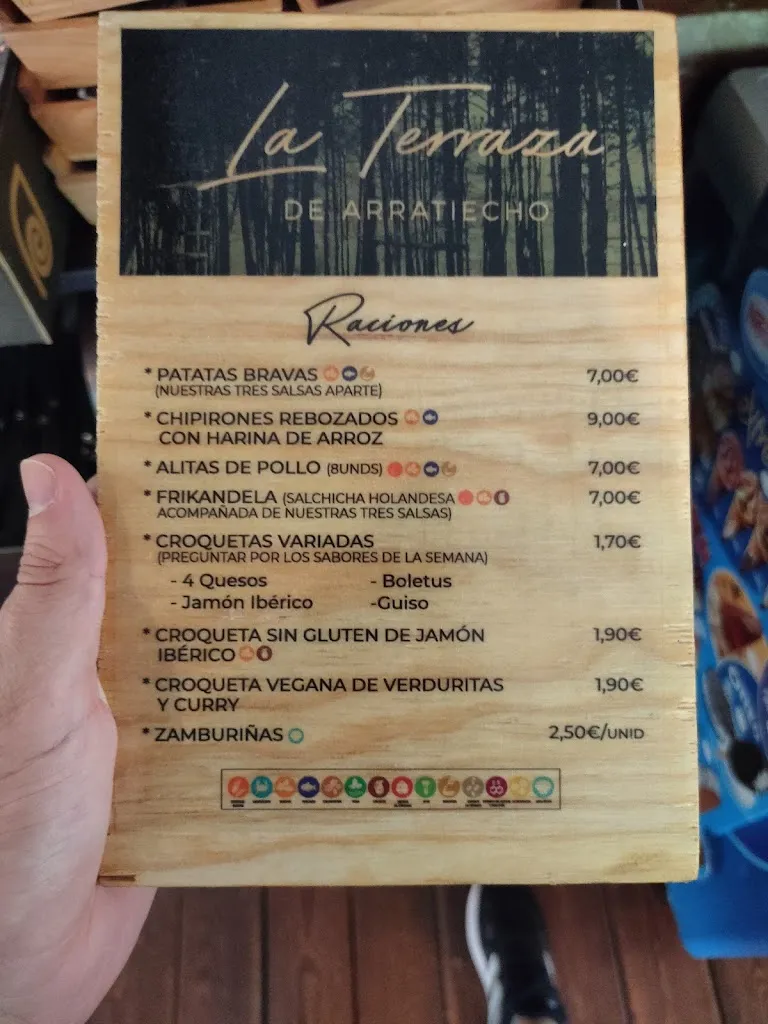 La Terraza
DE ARRATIECHO
Raciones
* PATATAS BRAVAS 7,00€
(NUESTRAS TRES SALSAS APARTE)
* CHIPIRONES REBOZADOS 9,00€
CON HARINA DE ARROZ
* ALITAS DE POLLO (8UNDS) 7,00€
* FRIKANDELA (SALCHICHA HOLANDESA 7,00€
ACOMPAÑADA DE NUESTRAS TRES SALSAS)
* CROQUETAS VARIADAS 1,70€
(PREGUNTAR POR LOS SABORES DE LA SEMANA)
- 4 Quesos - Boletus
- Jamón Ibérico -Guiso
* CROQUETA SIN GLUTEN DE JAMÓN 1,90€
IBÉRICO
* CROQUETA VEGANA DE VERDURITAS 1,90€
Y CURRY
* ZAMBURIÑAS 2,50€/UNID